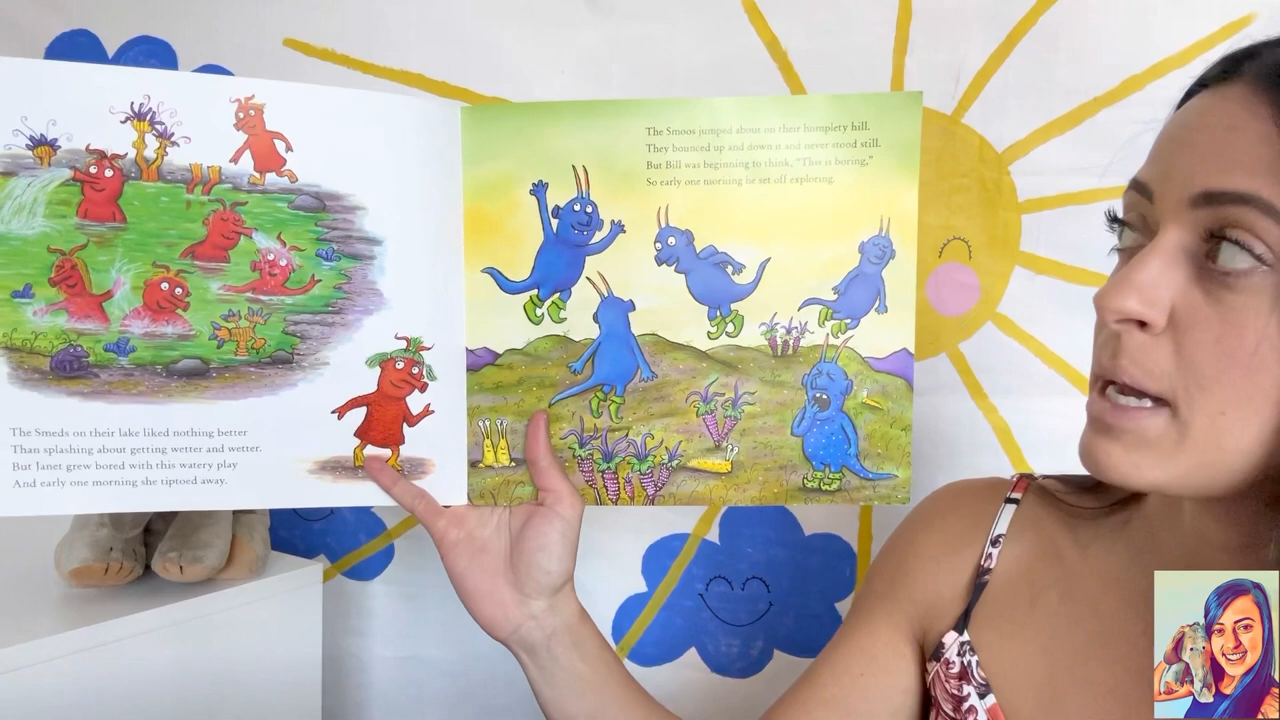 The Smeds on their lake liked nothing better
Than splashing about getting wetter and wetter.
But Janet grew bored with this watery play
And early one morning she tiptoed away.
The Smoos jumped about on their humplety hill.
They bounced up and down it and never stood still.
But Bill was beginning to think, “This is boring,”
So early one morning he set off exploring.